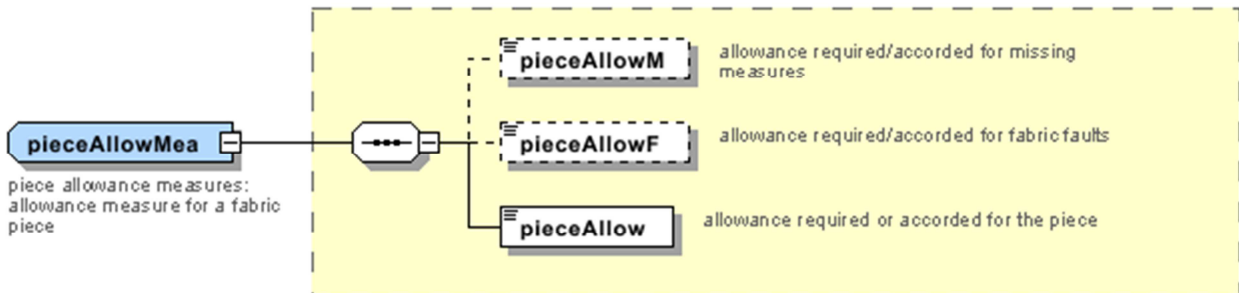 pieceAllowM
allowance required/accorded for missing
measures
pieceAllowMea
piece allowance measures:
allowance measure for a fabric
piece
pieceAllowF
allowance required/accorded for fabric faults
pieceAllow
allowance required or accorded for the piece